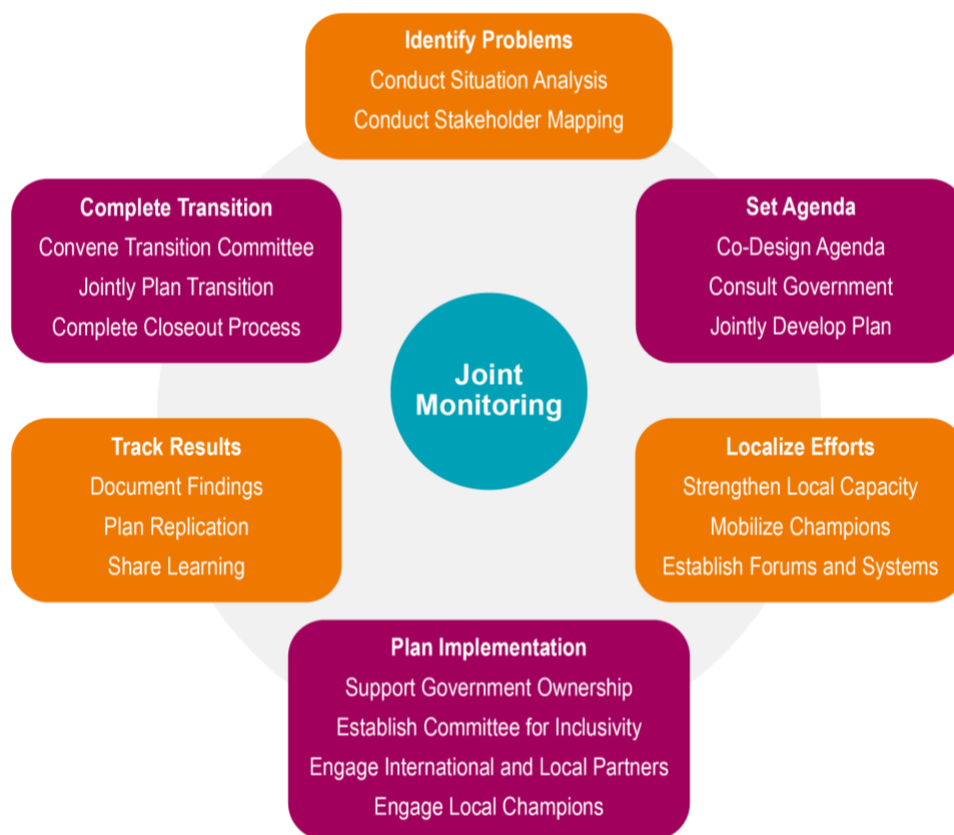 Identify Problems
Conduct Situation Analysis
Conduct Stakeholder Mapping
Complete Transition
Convene Transition Committee
Jointly Plan Transition
Complete Closeout Process
Set Agenda
Co-Design Agenda
Consult Government
Jointly Develop Plan
Joint
Monitoring
Track Results
Document Findings
Plan Replication
Share Learning
Localize Efforts
Strengthen Local Capacity
Mobilize Champions
Establish Forums and Systems
Plan Implementation
Support Government Ownership
Establish Committee for Inclusivity
Engage International and Local Partners
Engage Local Champions